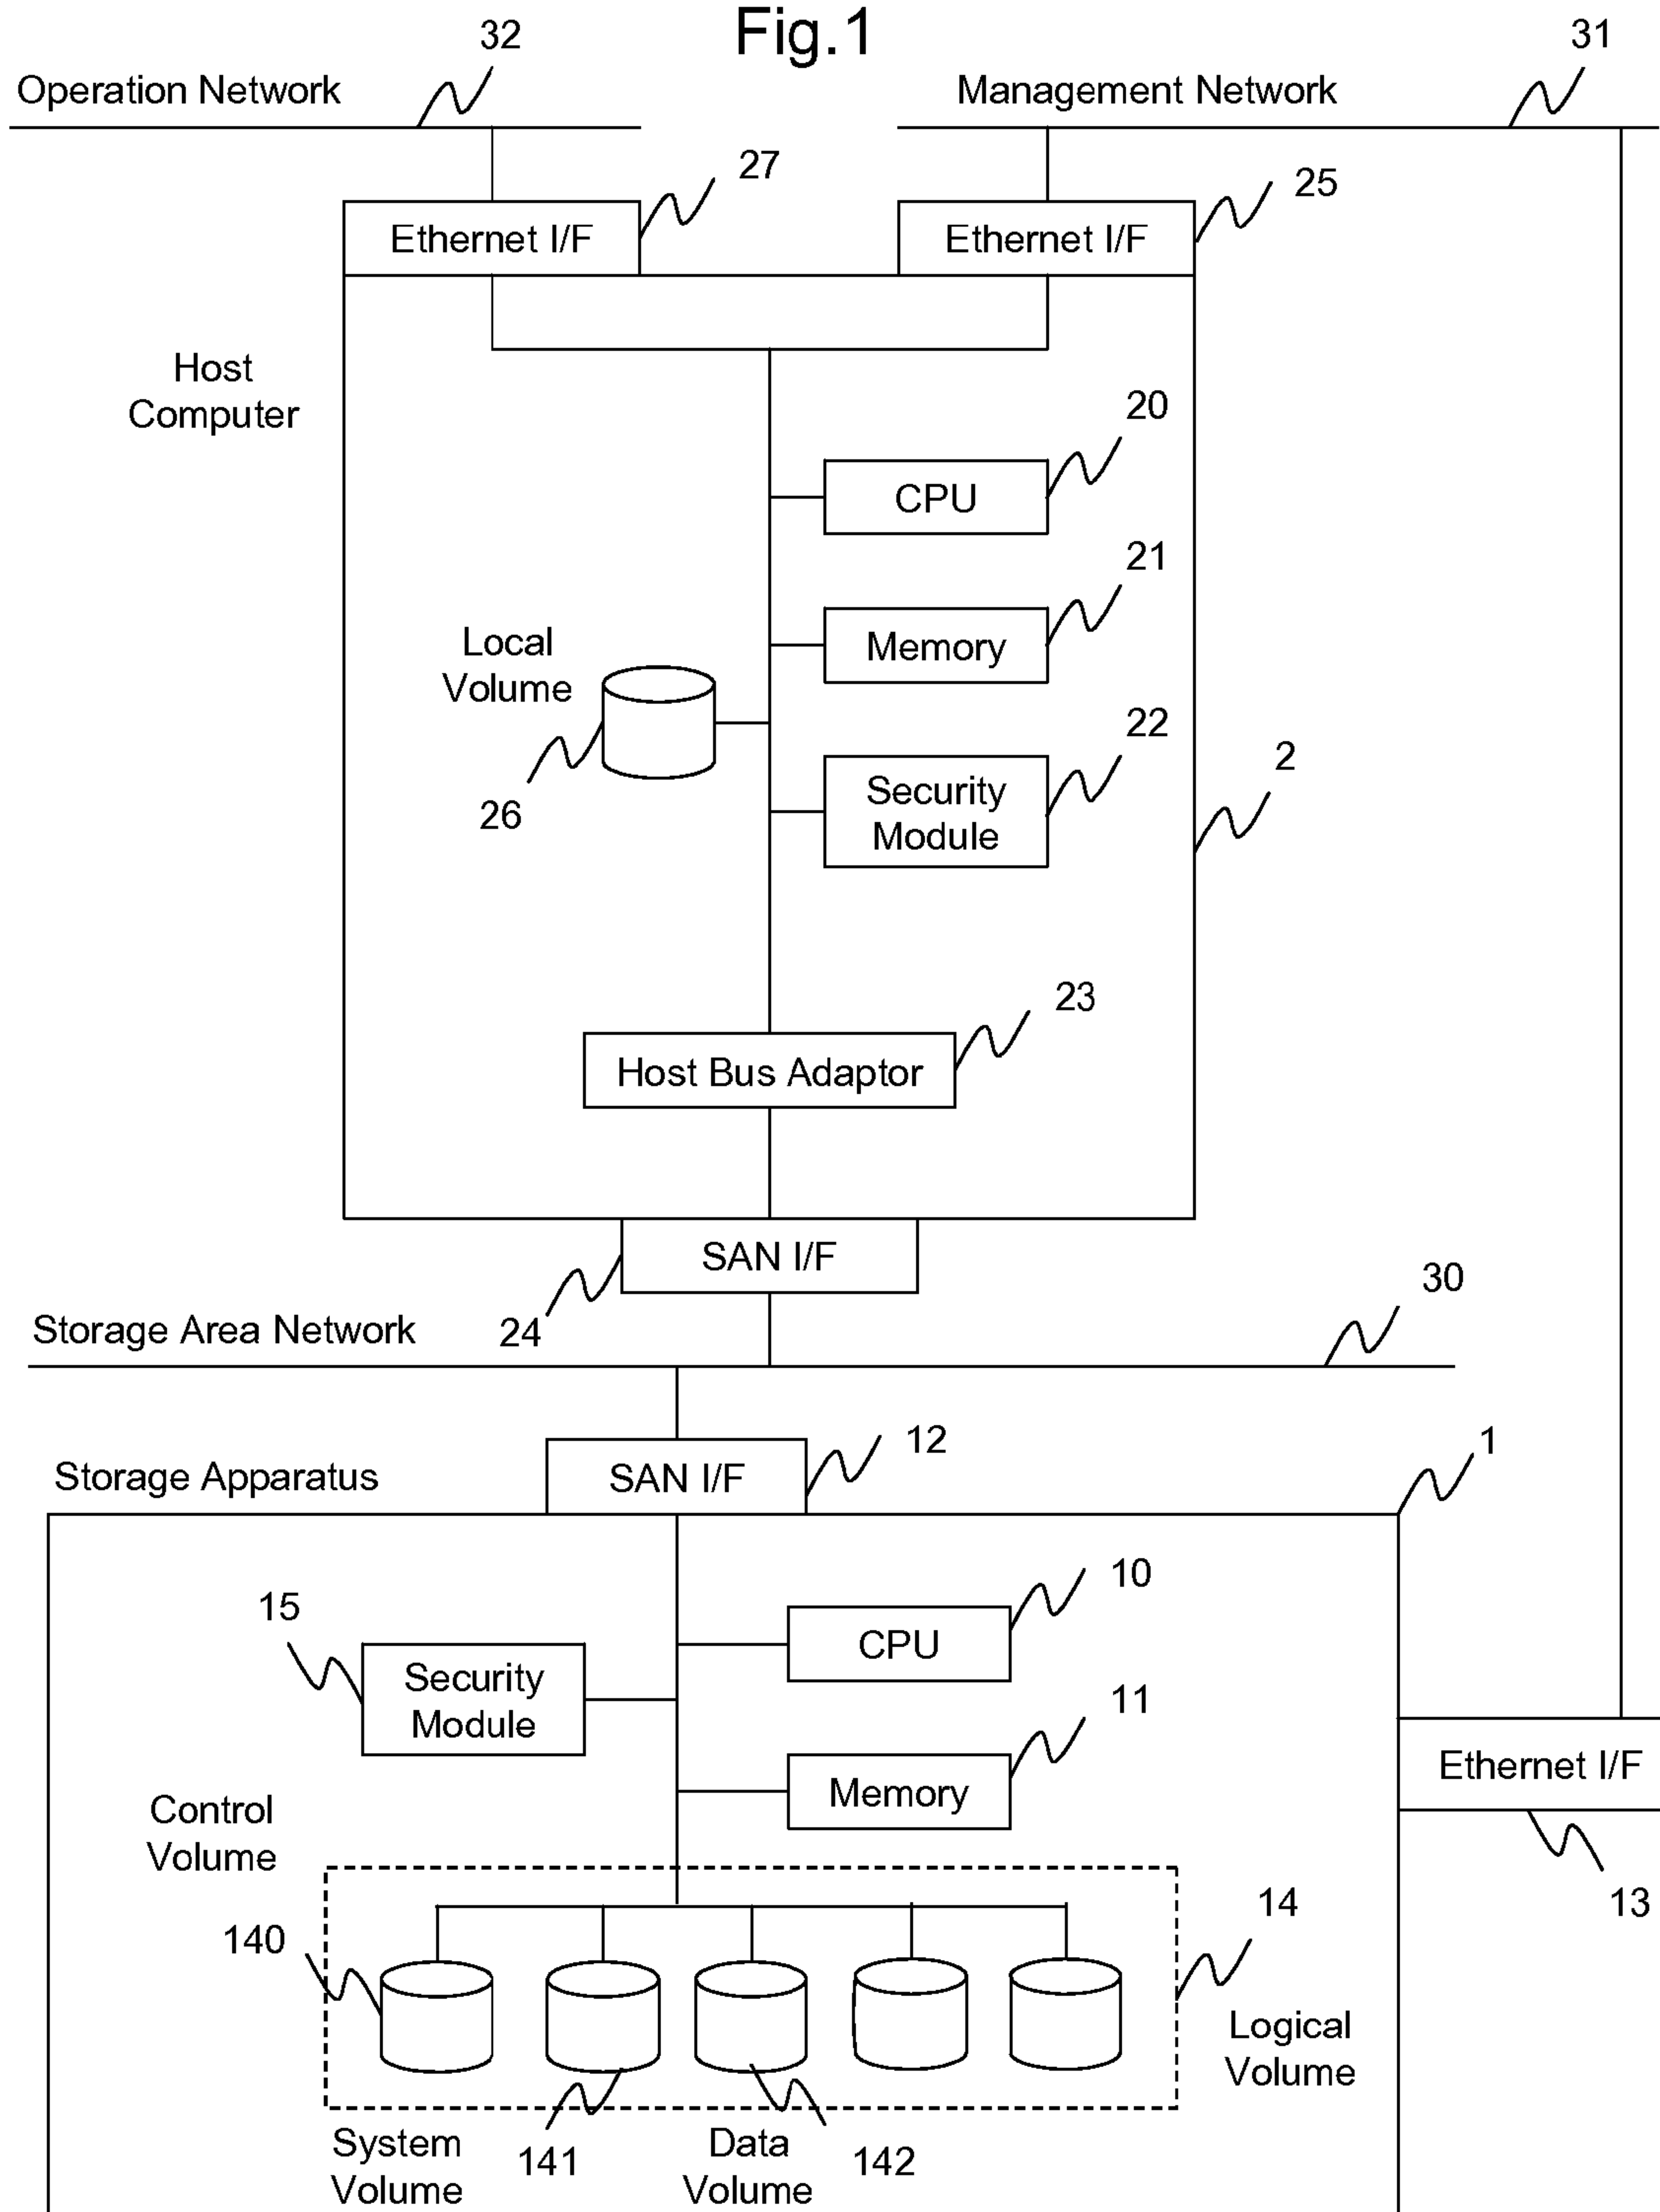 Fig.1
32
31
Operation Network
Management Network
27
25
Ethernet I/F
Ethernet I/F
Host
Computer
20
CPU
21
Memory
Local
Volume
26
22
Security
Module
2
23
Host Bus Adaptor
SAN I/F
24
30
Storage Area Network
12
1
SAN I/F
Storage Apparatus
10
15
CPU
Security
Module
11
Memory
Ethernet I/F
13
Control
Volume
140
14
Logical
Volume
System
Volume
141
Data
Volume
142